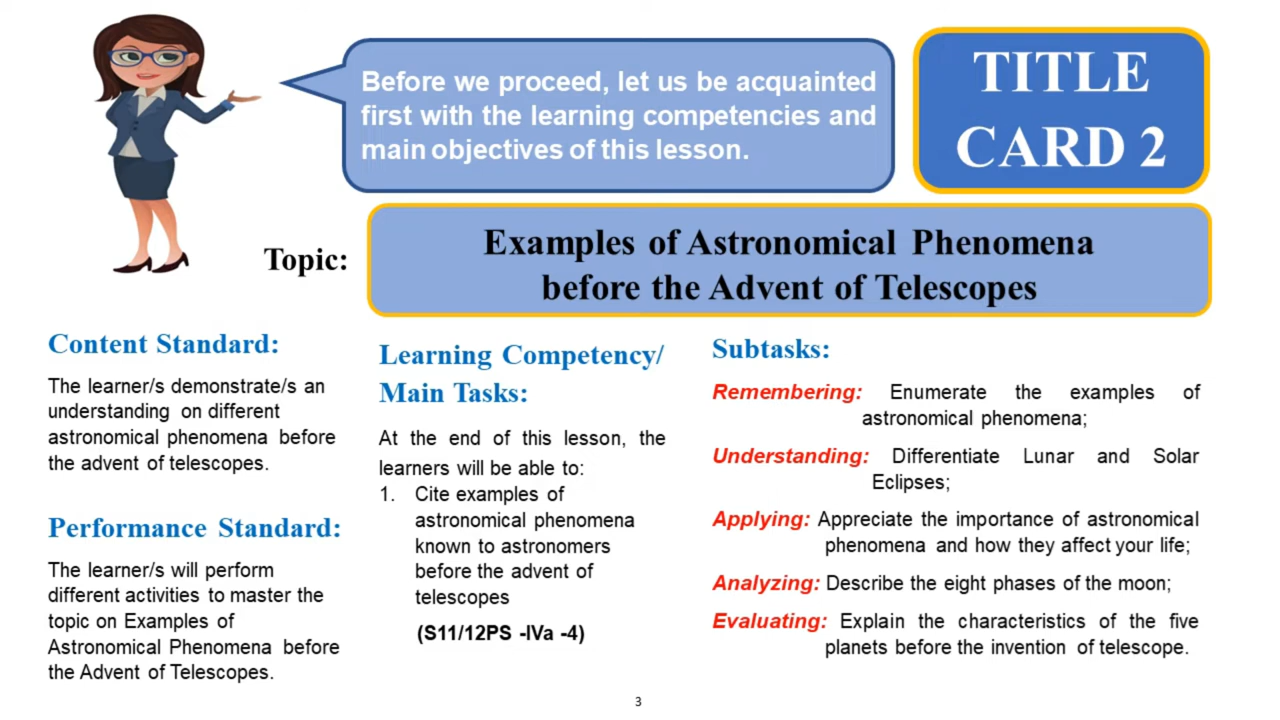 Before we proceed, let us be acquainted
first with the learning competencies and
main objectives of this lesson.
TITLE
CARD 2
Topic:
Examples of Astronomical Phenomena
before the Advent of Telescopes
Content Standard:
The learner/s demonstrate/s an
understanding on different
astronomical phenomena before
the advent of telescopes.
Performance Standard:
The learner/s will perform
different activities to master the
topic on Examples of
Astronomical Phenomena before
the Advent of Telescopes.
Learning Competency/
Main Tasks:
At the end of this lesson, the
learners will be able to:
1. Cite examples of
astronomical phenomena
known to astronomers
before the advent of
telescopes
(S11/12PS -IVa -4)
Subtasks:
Remembering: Enumerate the examples of
astronomical phenomena;
Understanding: Differentiate Lunar and Solar
Eclipses;
Applying: Appreciate the importance of astronomical
phenomena and how they affect your life;
Analyzing: Describe the eight phases of the moon;
Evaluating: Explain the characteristics of the five
planets before the invention of telescope.
3